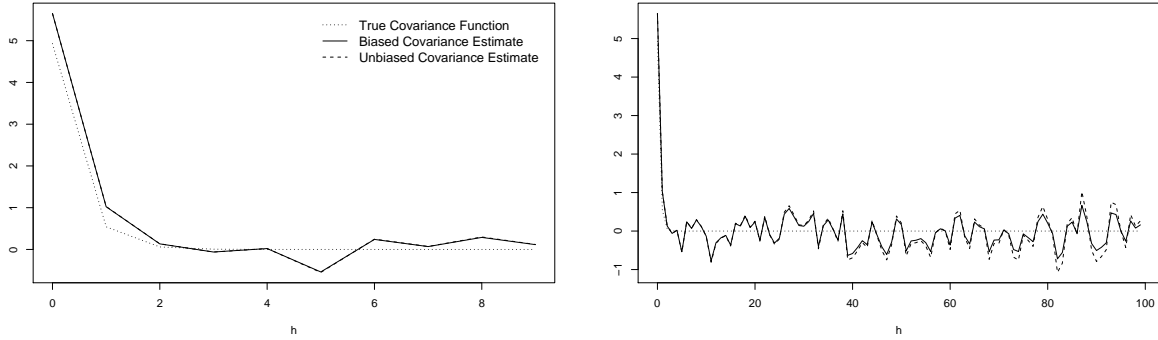 True Covariance Function
Biased Covariance Estimate
Unbiased Covariance Estimate
5
4
3
2
1
0
0 2 4 6 8
h
5
4
3
2
1
0
−1
0 20 40 60 80 100
h